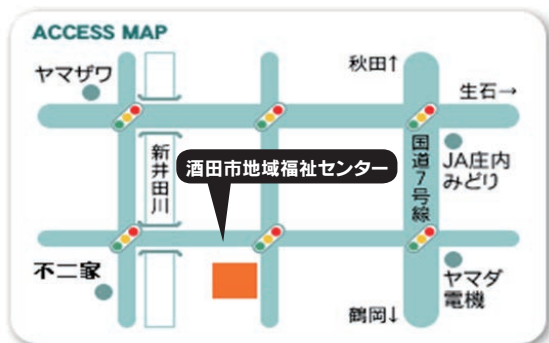 ACCESS MAP
ヤマザワ
秋田↑
生石→
新井田川
酒田市地域福祉センター
国道7号線
JA庄内
みどり
不二家
ヤマダ
電機
鶴岡↓